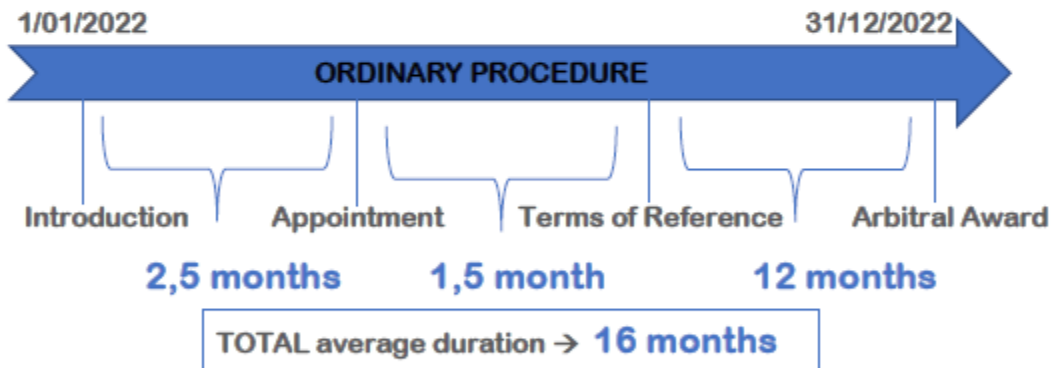 1/01/2022 31/12/2022
ORDINARY PROCEDURE
Introduction Appointment Terms of Reference Arbitral Award
2,5 months 1,5 month 12 months
TOTAL average duration → 16 months